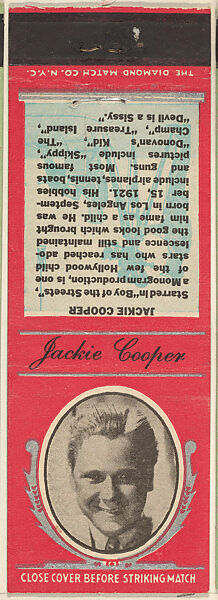 THE DIAMOND MATCH CO. N.Y.C.
JACKIE COOPER
Starred in "Boy of the Streets",
a Monogram production, is one
of the few Hollywood child
stars who has reached ado-
lescence and still maintained
the good looks which brought
him fame as a child. He was
born in Los Angeles, Septem-
ber 15, 1921. His hobbies
include airplanes, tennis, boats
and guns. Most famous
pictures include "Skippy",
"Donovan's Kid", "The
Champ", "Treasure Island",
"Devil is a Sissy".
Jackie Cooper
CLOSE COVER BEFORE STRIKING MATCH